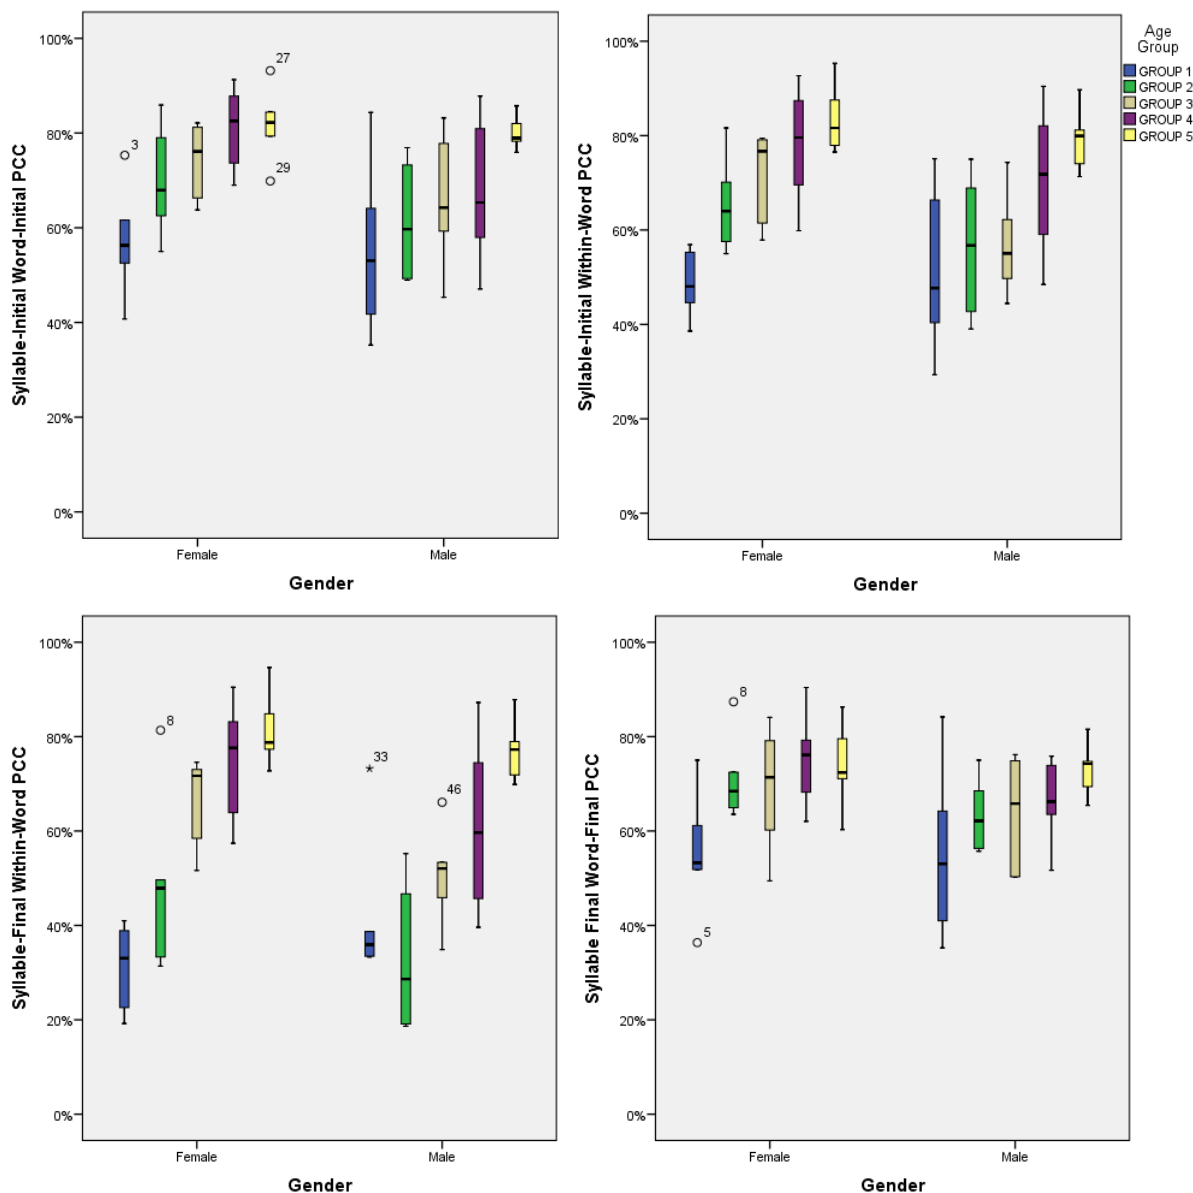 Syllable-Initial Word-Initial PCC
100%
80%
60%
40%
20%
0%
3
27
29
Female
Male
Gender
Syllable-Initial Within-Word PCC
100%
80%
60%
40%
20%
0%
Female
Male
Gender
Age
Group
GROUP 1
GROUP 2
GROUP 3
GROUP 4
GROUP 5
Syllable-Final Within-Word PCC
100%
80%
60%
40%
20%
0%
8
33
46
Female
Male
Gender
Syllable Final Word-Final PCC
100%
80%
60%
40%
20%
0%
8
5
Female
Male
Gender